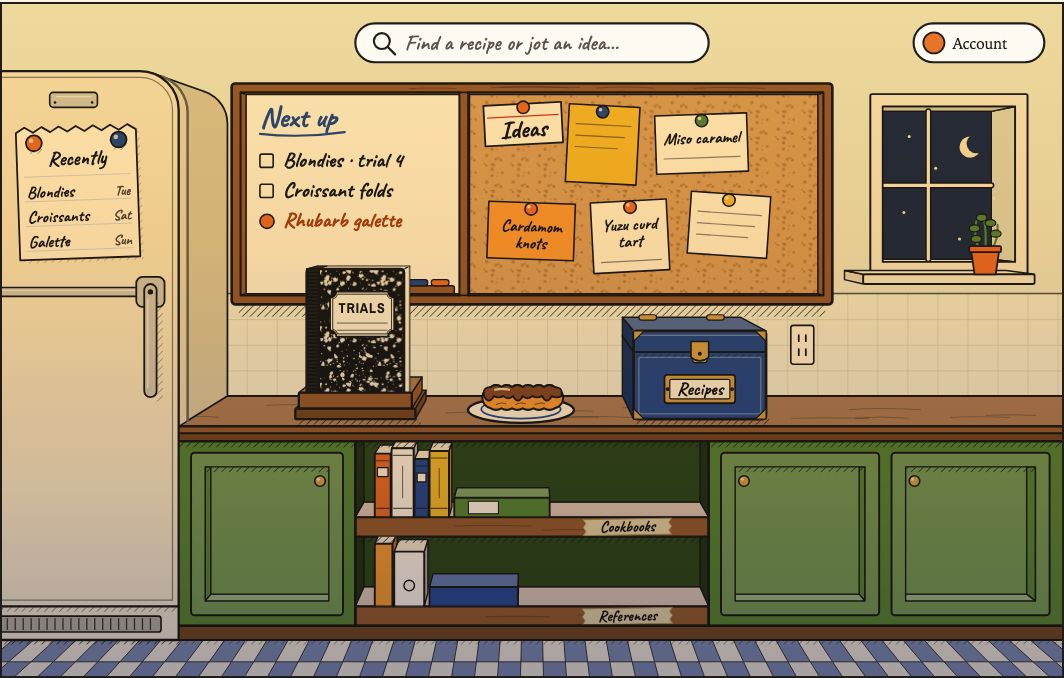 Find a recipe or jot an idea...
Account
Recently
Blondies Tue
Croissants Sat
Galette Sun
Next up
Blondies · trial 4
Croissant folds
Rhubarb galette
Ideas
Miso caramel
Cardamom
knots
Yuzu curd
tart
TRIALS
Recipes
Cookbooks
References